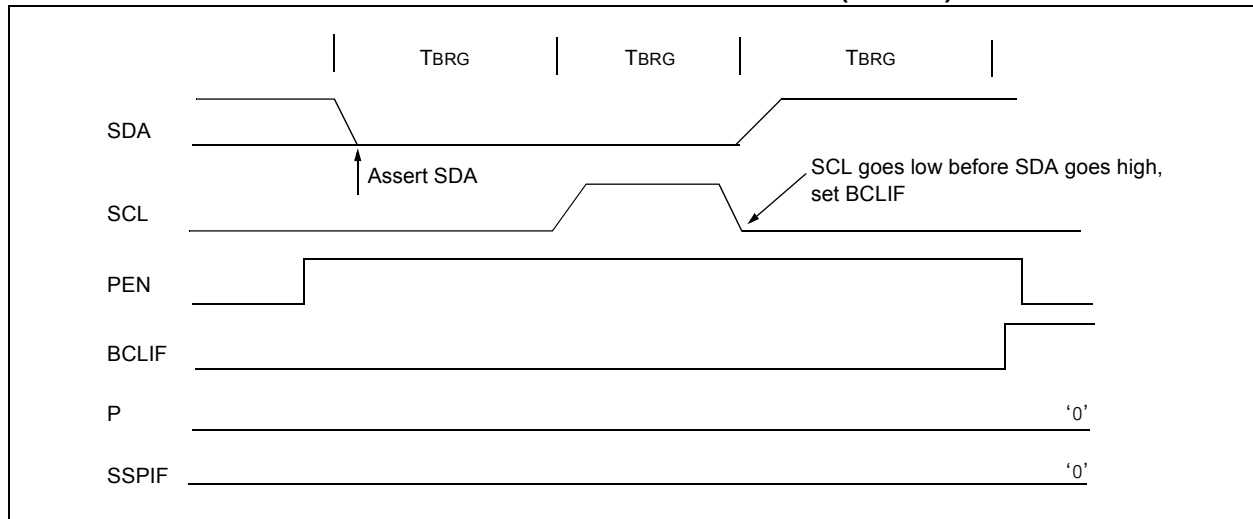 TBRG TBRG TBRG
SDA
Assert SDA
SCL goes low before SDA goes high,
set BCLIF
SCL
PEN
BCLIF
P '0'
SSPIF '0'